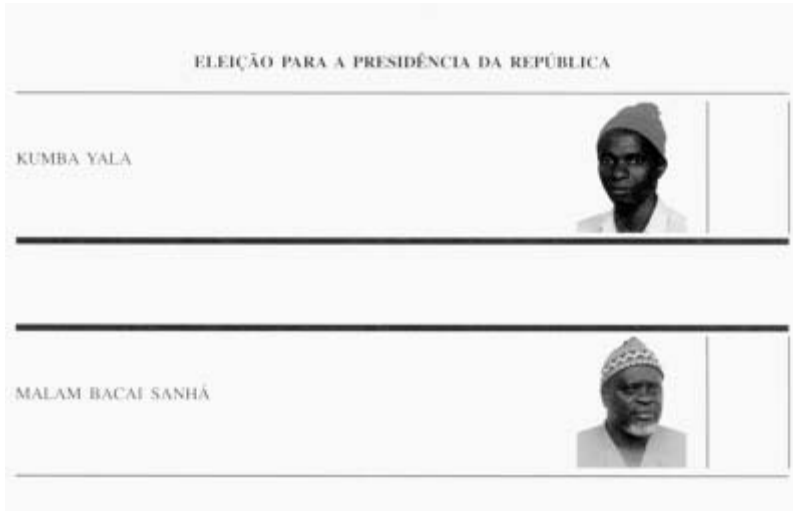 ELEIÇÃO PARA A PRESIDÊNCIA DA REPÚBLICA
KUMBA YALA
MALAM BACAI SANHÁ